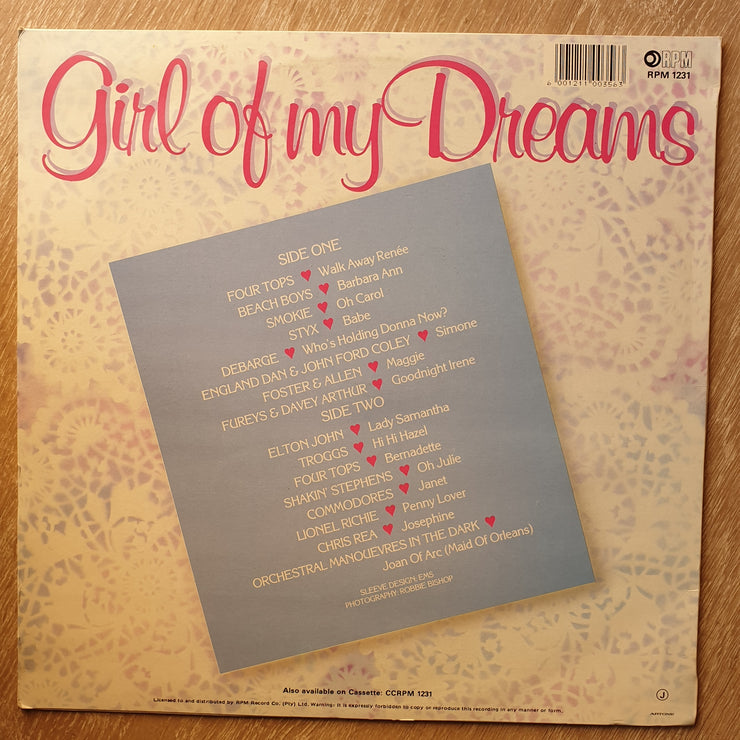 Girl of my Dreams
6 001211 003563
RPM
RPM 1231
SIDE ONE
FOUR TOPS ♥ Walk Away Renée
BEACH BOYS ♥ Barbara Ann
SMOKIE ♥ Oh Carol
STYX ♥ Babe
DEBARGE ♥ Who's Holding Donna Now?
ENGLAND DAN & JOHN FORD COLEY ♥ Simone
FOSTER & ALLEN ♥ Maggie
FUREYS & DAVEY ARTHUR ♥ Goodnight Irene
SIDE TWO
ELTON JOHN ♥ Lady Samantha
TROGGS ♥ Hi Hi Hazel
FOUR TOPS ♥ Bernadette
SHAKIN' STEPHENS ♥ Oh Julie
COMMODORES ♥ Janet
LIONEL RICHIE ♥ Penny Lover
CHRIS REA ♥ Josephine
ORCHESTRAL MANOUEVRES IN THE DARK ♥
Joan Of Arc (Maid Of Orleans)
SLEEVE DESIGN: EMS
PHOTOGRAPHY: ROBBIE BISHOP
Also available on Cassette: CCRPM 1231
Licensed to and distributed by RPM Record Co. (Pty) Ltd. Warning: It is expressly forbidden to copy or reproduce this recording in any manner or form.
J
ARTONE